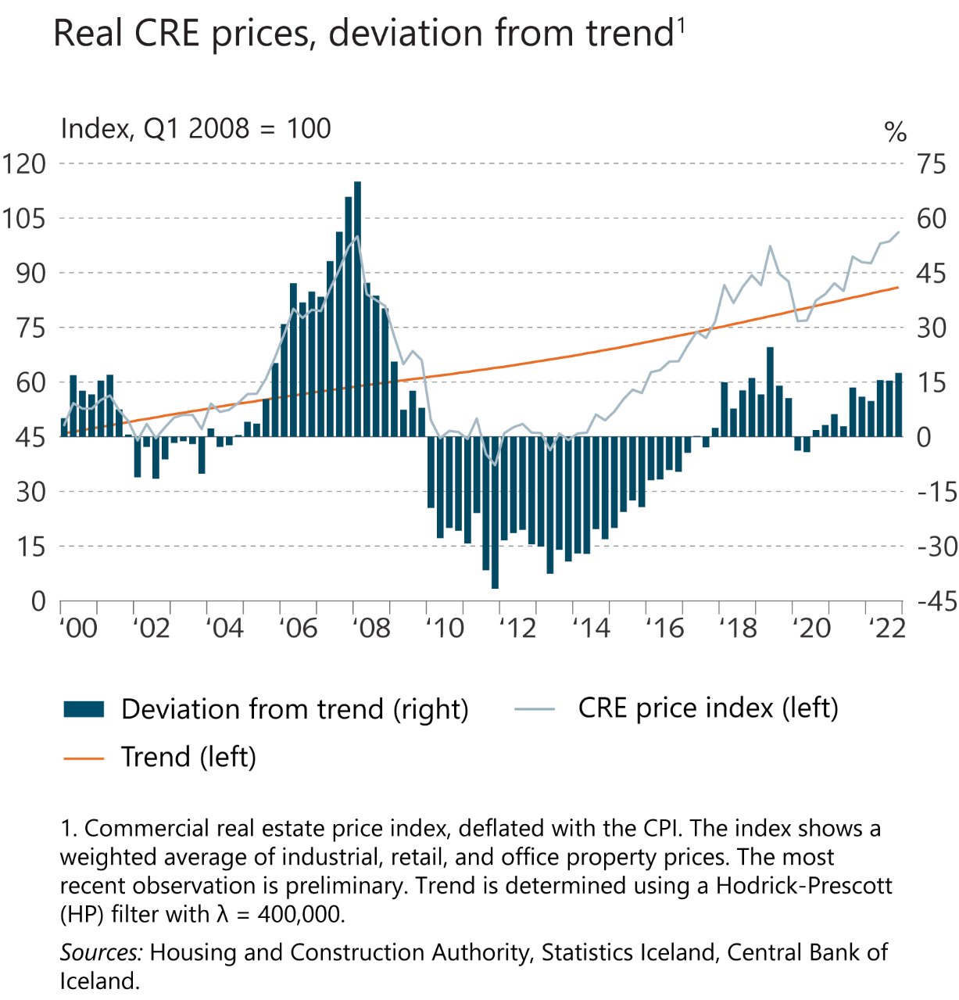 Real CRE prices, deviation from trend1
Index, Q1 2008 = 100
%
120 75
105 60
90 45
75 30
60 15
45 0
30 -15
15 -30
0 -45
‘00 ‘02 ‘04 ‘06 ‘08 ‘10 ‘12 ‘14 ‘16 ‘18 ‘20 ‘22
Deviation from trend (right) CRE price index (left)
Trend (left)
1. Commercial real estate price index, deflated with the CPI. The index shows a
weighted average of industrial, retail, and office property prices. The most
recent observation is preliminary. Trend is determined using a Hodrick-Prescott
(HP) filter with λ = 400,000.
Sources: Housing and Construction Authority, Statistics Iceland, Central Bank of
Iceland.